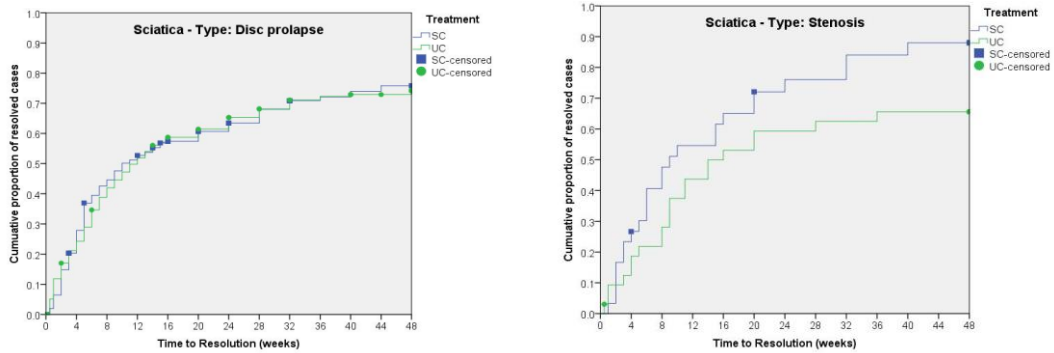 Sciatica - Type: Disc prolapse
Treatment
SC
UC
SC-censored
UC-censored
Cumuative proportion of resolved cases
1.0
0.9
0.8
0.7
0.6
0.5
0.4
0.3
0.2
0.1
0.0
0 4 8 12 16 20 24 28 32 36 40 44 48
Time to Resolution (weeks)
Sciatica - Type: Stenosis
Treatment
SC
UC
SC-censored
UC-censored
Cumuative proportion of resolved cases
1.0
0.9
0.8
0.7
0.6
0.5
0.4
0.3
0.2
0.1
0.0
0 4 8 12 16 20 24 28 32 36 40 44 48
Time to Resolution (weeks)